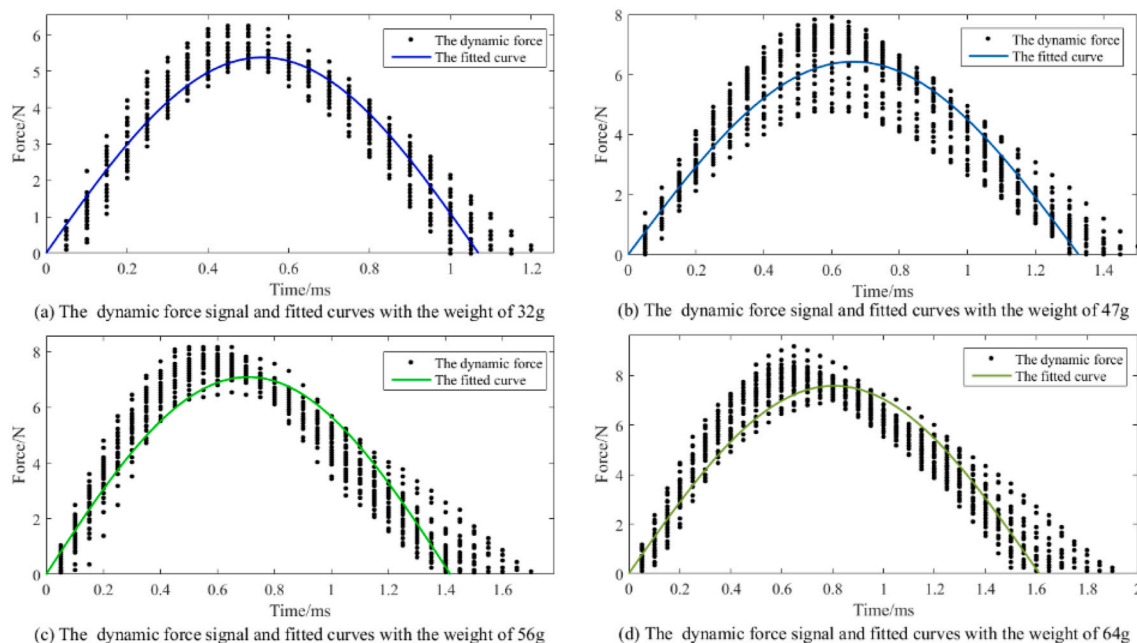 6
5
4
3
2
1
0
Force/N
The dynamic force
The fitted curve
0 0.2 0.4 0.6 0.8 1 1.2
Time/ms
(a) The dynamic force signal and fitted curves with the weight of 32g
8
6
4
2
0
Force/N
The dynamic force
The fitted curve
0 0.2 0.4 0.6 0.8 1 1.2 1.4
Time/ms
(b) The dynamic force signal and fitted curves with the weight of 47g
8
6
4
2
0
Force/N
The dynamic force
The fitted curve
0 0.2 0.4 0.6 0.8 1 1.2 1.4 1.6
Time/ms
(c) The dynamic force signal and fitted curves with the weight of 56g
8
6
4
2
0
Force/N
The dynamic force
The fitted curve
0 0.2 0.4 0.6 0.8 1 1.2 1.4 1.6 1.8 2
Time/ms
(d) The dynamic force signal and fitted curves with the weight of 64g